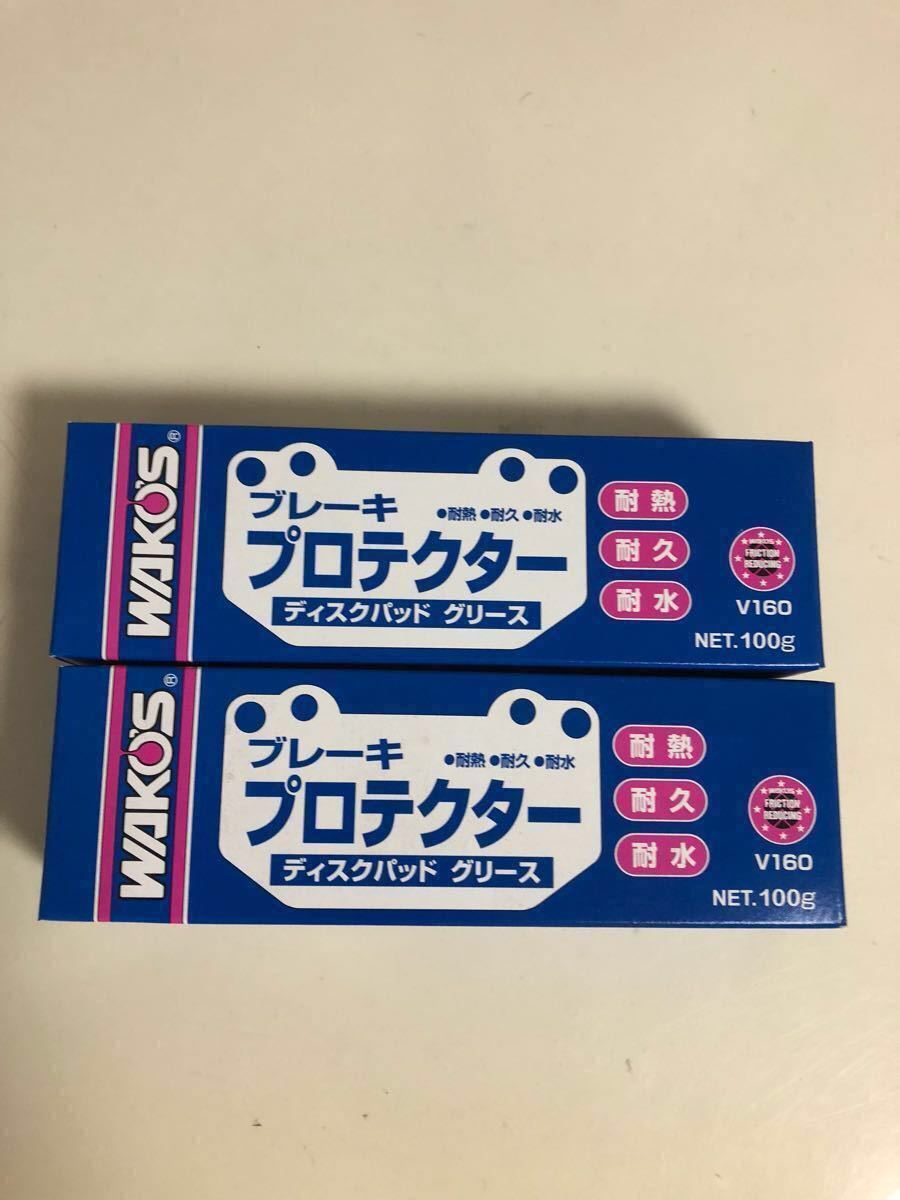 WAKO'S®
ブレーキ
●耐熱 ●耐久 ●耐水
プロテクター
ディスクパッド グリース
耐熱
耐久
耐水
FRICTION
REDUCING
V160
NET.100g
WAKO'S®
ブレーキ
●耐熱 ●耐久 ●耐水
プロテクター
ディスクパッド グリース
耐熱
耐久
耐水
FRICTION
REDUCING
V160
NET.100g